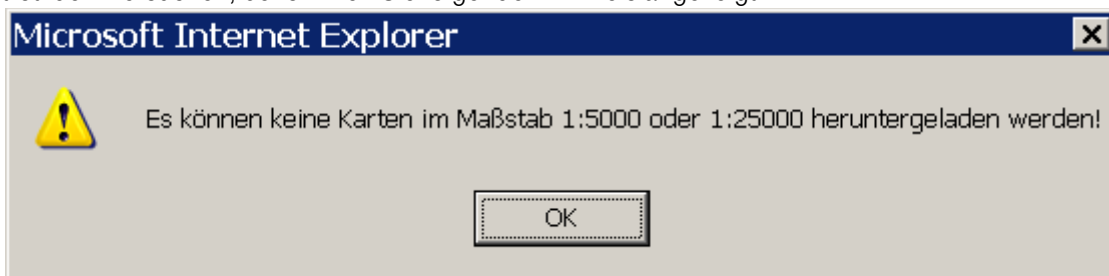 Microsoft Internet Explorer
Es können keine Karten im Maßstab 1:5000 oder 1:25000 heruntergeladen werden!
OK